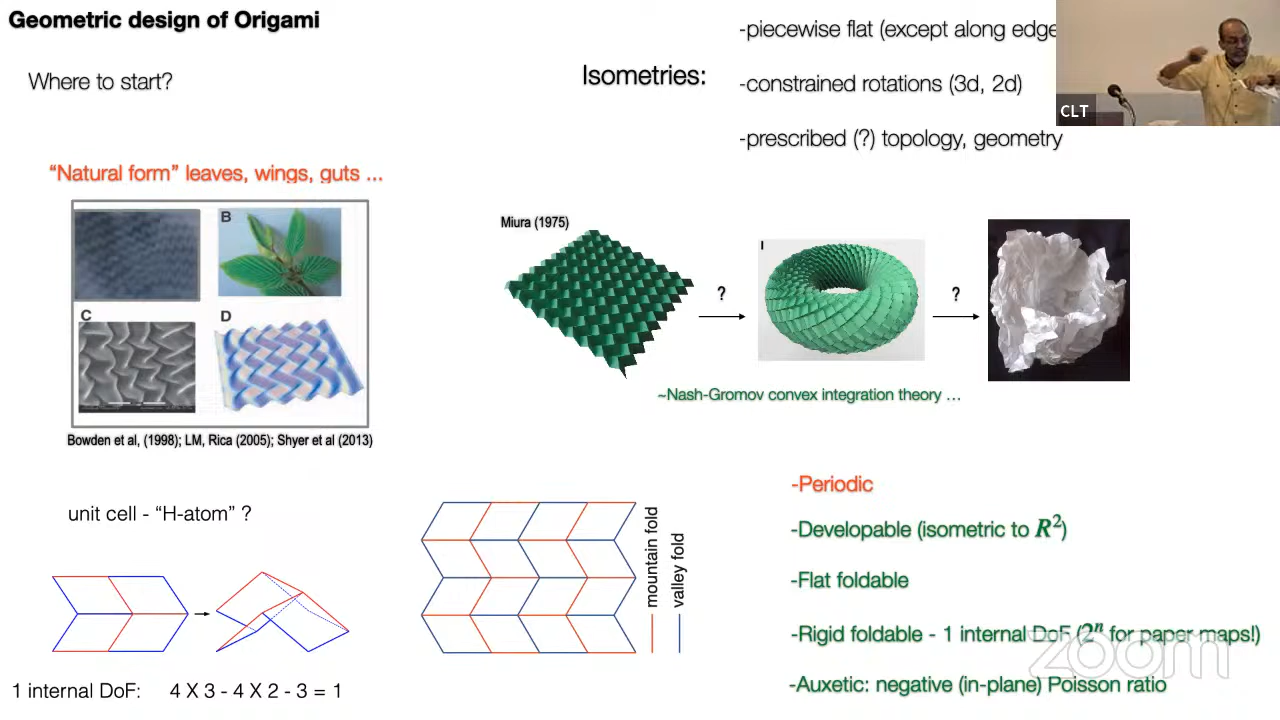 Geometric design of Origami
-piecewise flat (except along edge
Where to start?
Isometries:
-constrained rotations (3d, 2d)
CLT
-prescribed (?) topology, geometry
“Natural form” leaves, wings, guts ...
B
C
D
Bowden et al, (1998); LM, Rica (2005); Shyer et al (2013)
Miura (1975)
?
I
?
~Nash-Gromov convex integration theory …
unit cell - “H-atom” ?
1 internal DoF: 4 X 3 - 4 X 2 - 3 = 1
mountain fold
valley fold
-Periodic
-Developable (isometric to R²)
-Flat foldable
-Rigid foldable - 1 internal DoF (2ⁿ for paper maps!)
zoom
-Auxetic: negative (in-plane) Poisson ratio